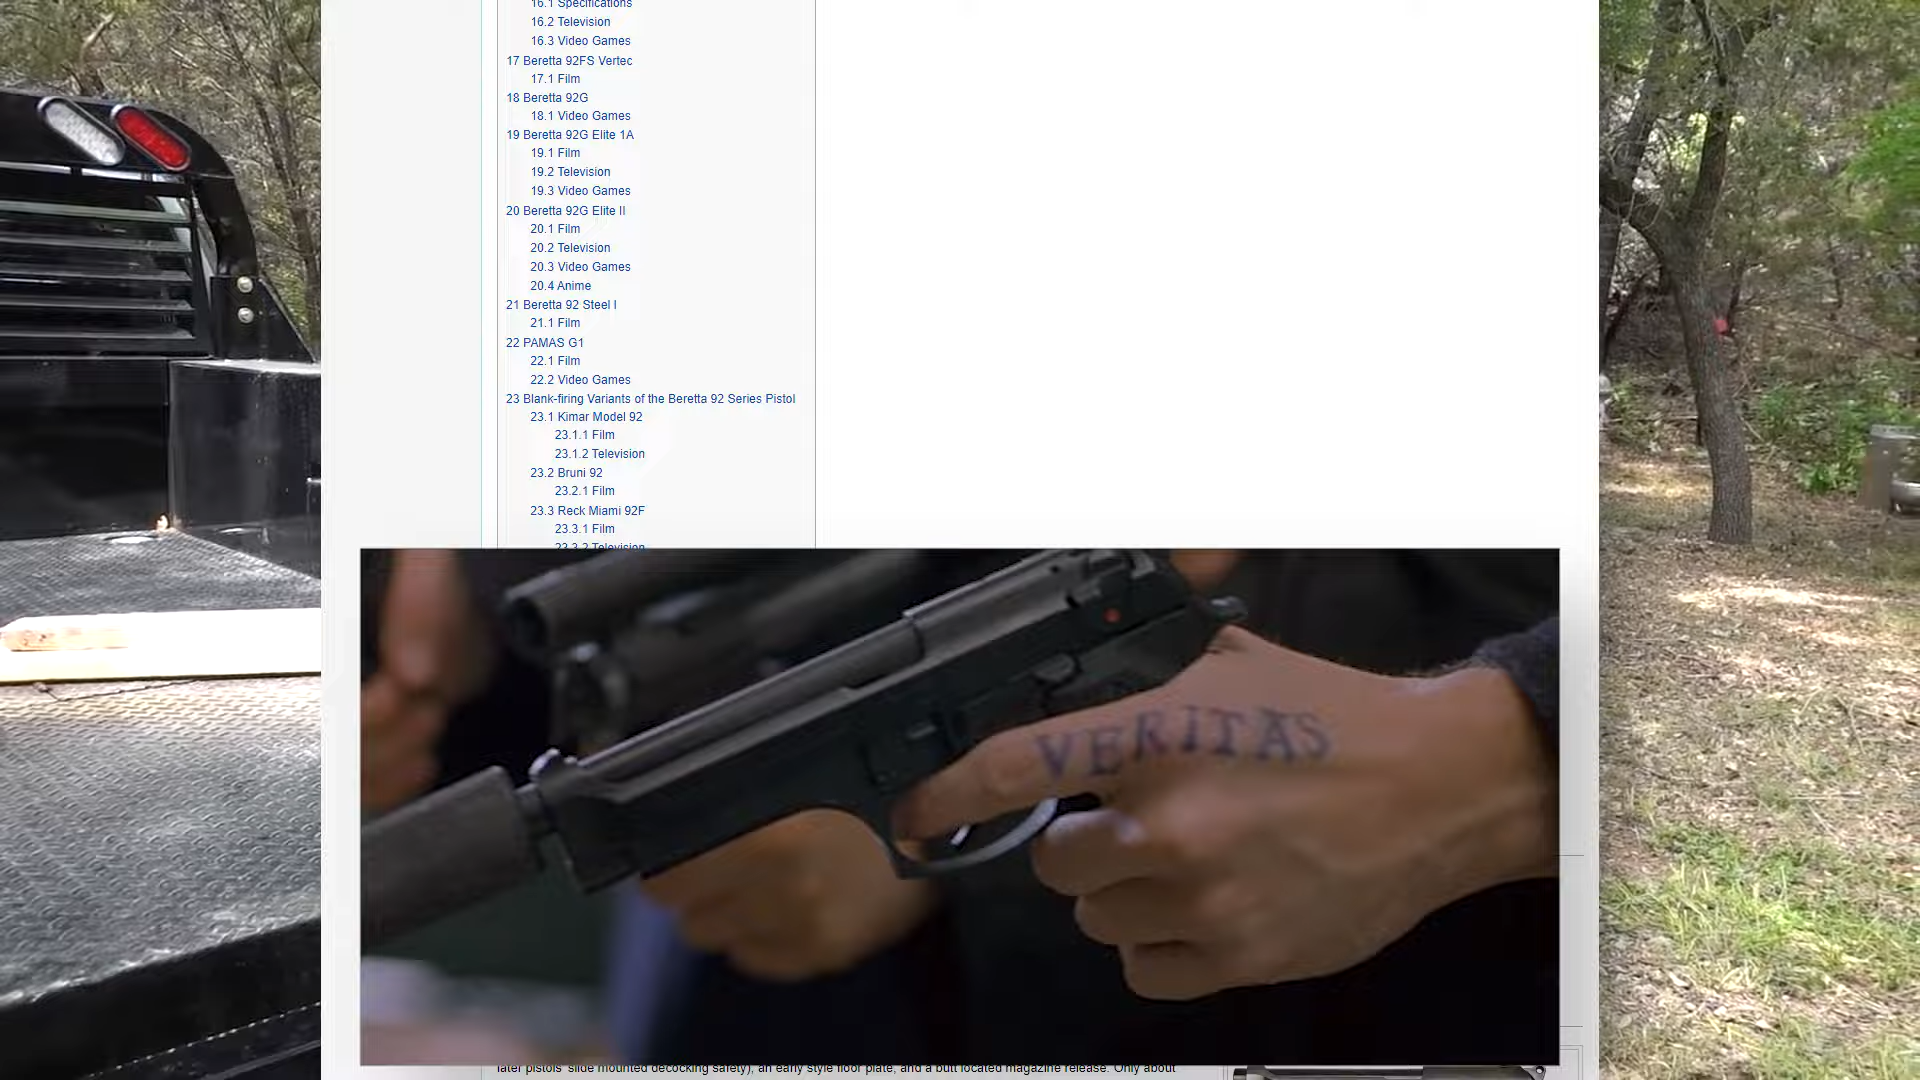 16.1 Specifications
16.2 Television
16.3 Video Games
17 Beretta 92FS Vertec
17.1 Film
18 Beretta 92G
18.1 Video Games
19 Beretta 92G Elite 1A
19.1 Film
19.2 Television
19.3 Video Games
20 Beretta 92G Elite II
20.1 Film
20.2 Television
20.3 Video Games
20.4 Anime
21 Beretta 92 Steel I
21.1 Film
22 PAMAS G1
22.1 Film
22.2 Video Games
23 Blank-firing Variants of the Beretta 92 Series Pistol
23.1 Kimar Model 92
23.1.1 Film
23.1.2 Television
23.2 Bruni 92
23.2.1 Film
23.3 Reck Miami 92F
23.3.1 Film
23.3.2 Television
VERITAS
later pistols' slide mounted decocking safety), an early style floor plate, and a butt located magazine release. Only about